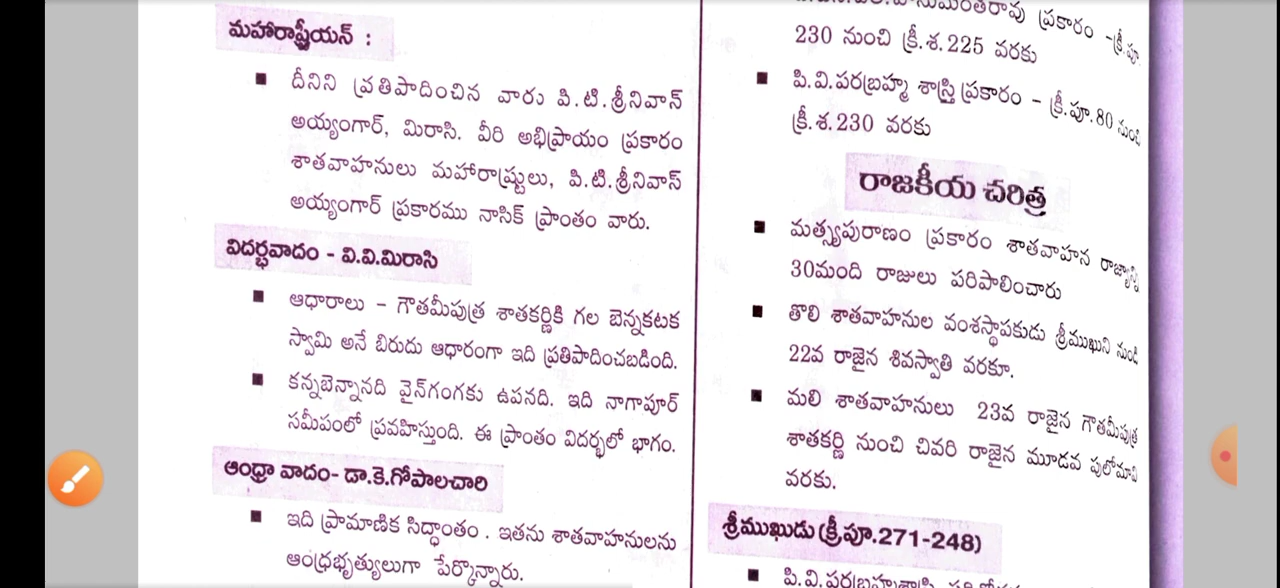 మహారాష్ట్రీయన్ :
■ దీనిని ప్రతిపాదించిన వారు పి.టి.శ్రీనివాస్
అయ్యంగార్, మిరాసి. వీరి అభిప్రాయం ప్రకారం
శాతవాహనులు మహారాష్ట్రులు, పి.టి.శ్రీనివాస్
అయ్యంగార్ ప్రకారము నాసిక్ ప్రాంతం వారు.
విదర్భవాదం - వి.వి.మిరాసి
■ ఆధారాలు - గౌతమీపుత్ర శాతకర్ణికి గల బెన్నకటక
స్వామి అనే బిరుదు ఆధారంగా ఇది ప్రతిపాదించబడింది.
■ కన్నబెన్నానది వైన్‌గంగకు ఉపనది. ఇది నాగాపూర్
సమీపంలో ప్రవహిస్తుంది. ఈ ప్రాంతం విదర్భలో భాగం.
ఆంధ్రా వాదం- డా.కె.గోపాలచారి
■ ఇది ప్రామాణిక సిద్ధాంతం . ఇతను శాతవాహనులను
ఆంధ్రభృత్యులుగా పేర్కొన్నారు.
ప్రకారం -క్రీ.పూ.
230 నుంచి క్రీ.శ.225 వరకు
■ పి.వి.పరబ్రహ్మ శాస్త్రి ప్రకారం - క్రీ.పూ.80 నుంచి
క్రీ.శ.230 వరకు
రాజకీయ చరిత్ర
■ మత్స్యపురాణం ప్రకారం శాతవాహన రాజ్యాన్ని
30మంది రాజులు పరిపాలించారు
■ తొలి శాతవాహనుల వంశస్థాపకుడు శ్రీముఖుని నుండి
22వ రాజైన శివస్వాతి వరకూ.
■ మలి శాతవాహనులు 23వ రాజైన గౌతమీపుత్ర
శాతకర్ణి నుంచి చివరి రాజైన మూడవ పులోమావి
వరకు.
శ్రీముఖుడు (క్రీ.పూ.271-248)
■ పి.వి.పరబ్రహ్మశాస్త్రి